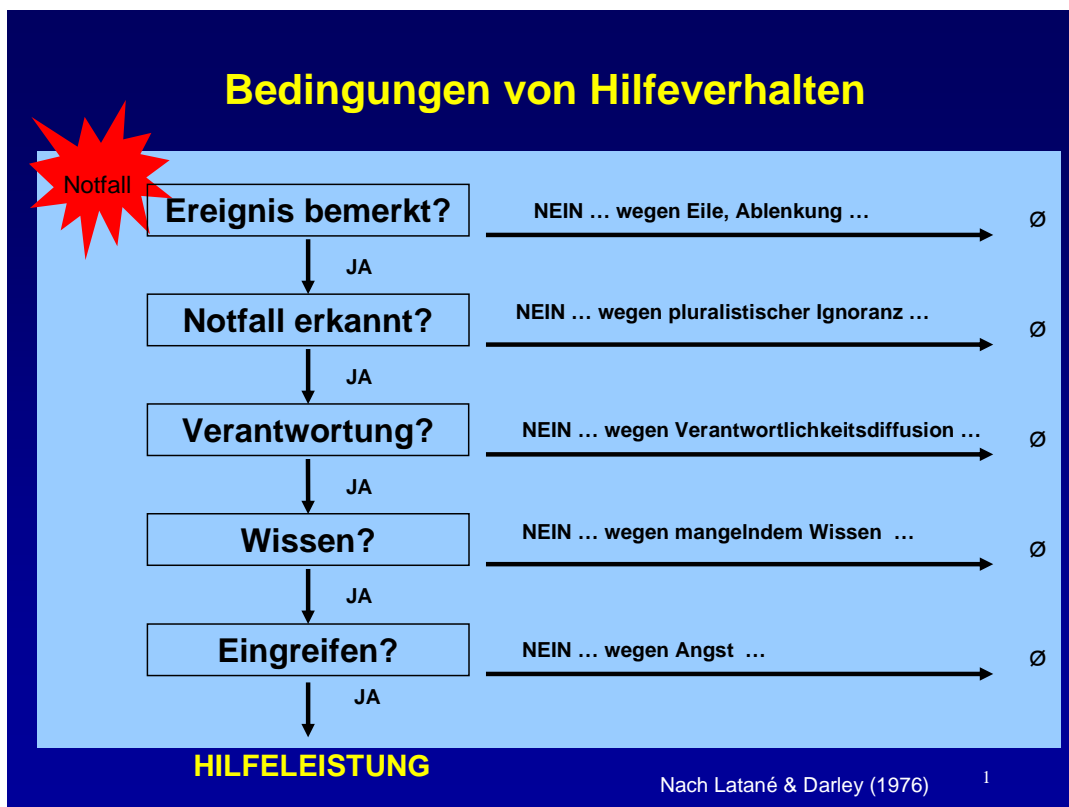 Bedingungen von Hilfeverhalten
Notfall
Ereignis bemerkt?
NEIN … wegen Eile, Ablenkung …
Ø
JA
Notfall erkannt?
NEIN … wegen pluralistischer Ignoranz …
Ø
JA
Verantwortung?
NEIN … wegen Verantwortlichkeitsdiffusion …
Ø
JA
Wissen?
NEIN … wegen mangelndem Wissen …
Ø
JA
Eingreifen?
NEIN … wegen Angst …
Ø
JA
HILFELEISTUNG
Nach Latané & Darley (1976)
1